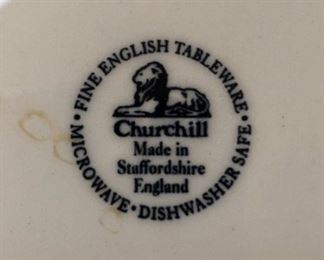 • FINE ENGLISH TABLEWARE •
Churchill
Made in
Staffordshire
England
• MICROWAVE • DISHWASHER SAFE •